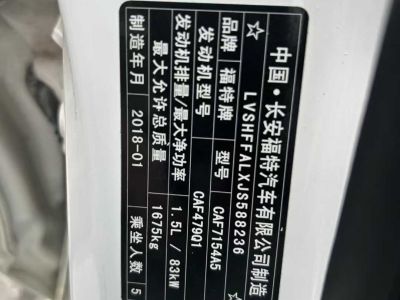 中国·长安福特汽车有限公司制造
☆LVSHFFALXJS588236☆
品牌 福特牌 型号 CAF7154A5
发动机型号 CAF479Q1
发动机排量/最大净功率 1.5L / 83kW
最大允许总质量 1675kg
制造年月 2018-01 乘坐人数 5